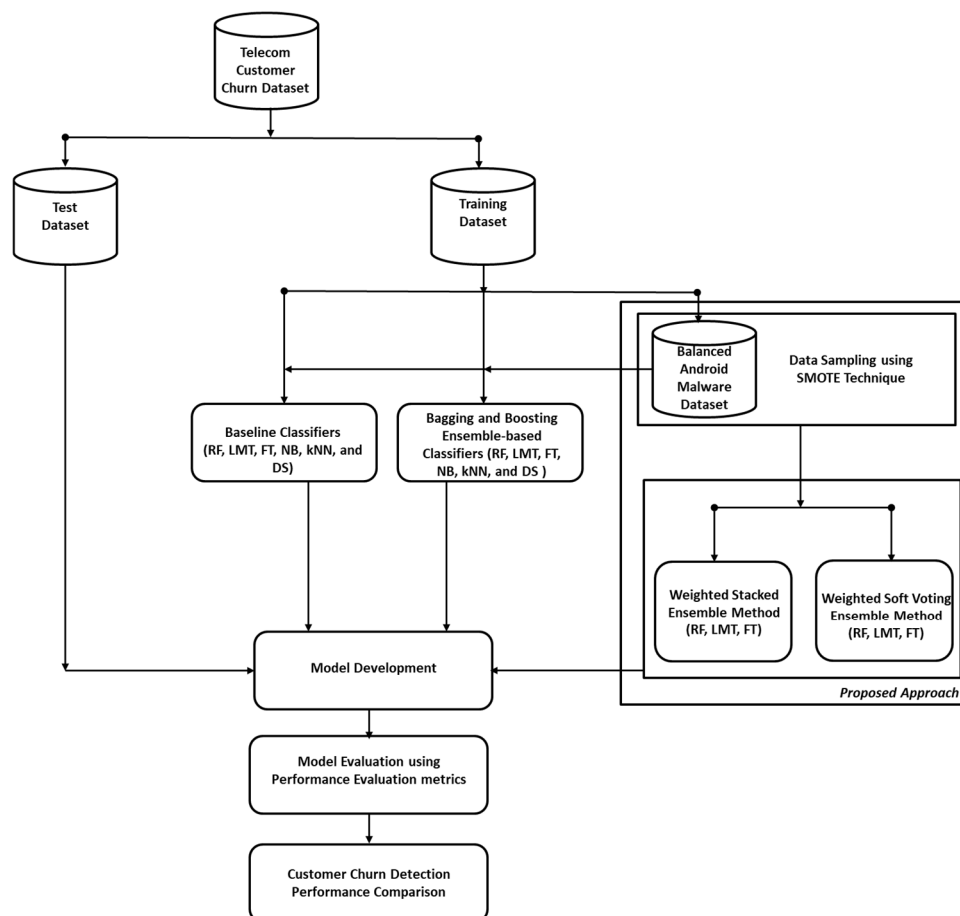 Telecom
Customer
Churn Dataset
Test
Dataset
Training
Dataset
Balanced
Android
Malware
Dataset
Data Sampling using
SMOTE Technique
Baseline Classifiers
(RF, LMT, FT, NB, kNN, and
DS)
Bagging and Boosting
Ensemble-based
Classifiers (RF, LMT, FT,
NB, kNN, and DS )
Weighted Stacked
Ensemble Method
(RF, LMT, FT)
Weighted Soft Voting
Ensemble Method
(RF, LMT, FT)
Proposed Approach
Model Development
Model Evaluation using
Performance Evaluation metrics
Customer Churn Detection
Performance Comparison